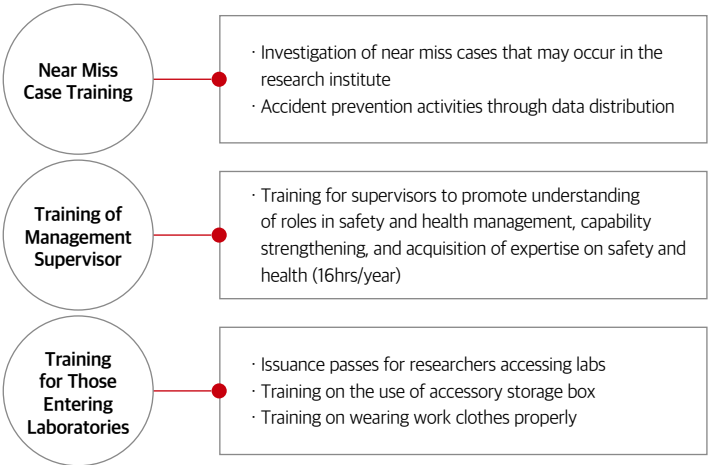 Near Miss
Case Training
· Investigation of near miss cases that may occur in the
research institute
· Accident prevention activities through data distribution
Training of
Management
Supervisor
· Training for supervisors to promote understanding
of roles in safety and health management, capability
strengthening, and acquisition of expertise on safety and
health (16hrs/year)
Training
for Those
Entering
Laboratories
· Issuance passes for researchers accessing labs
· Training on the use of accessory storage box
· Training on wearing work clothes properly